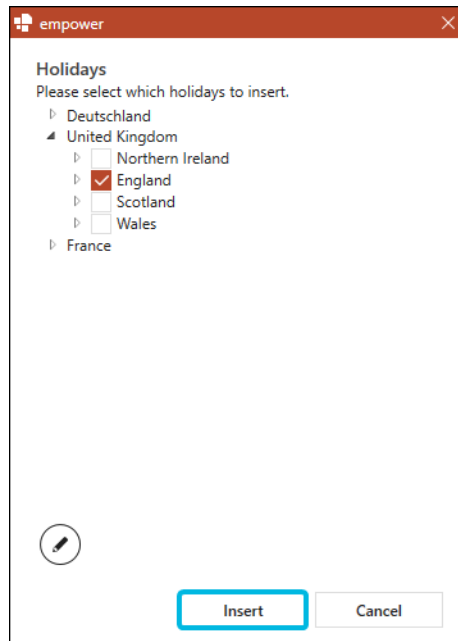 empower
Holidays
Please select which holidays to insert.
Deutschland
United Kingdom
Northern Ireland
England
Scotland
Wales
France
Insert
Cancel